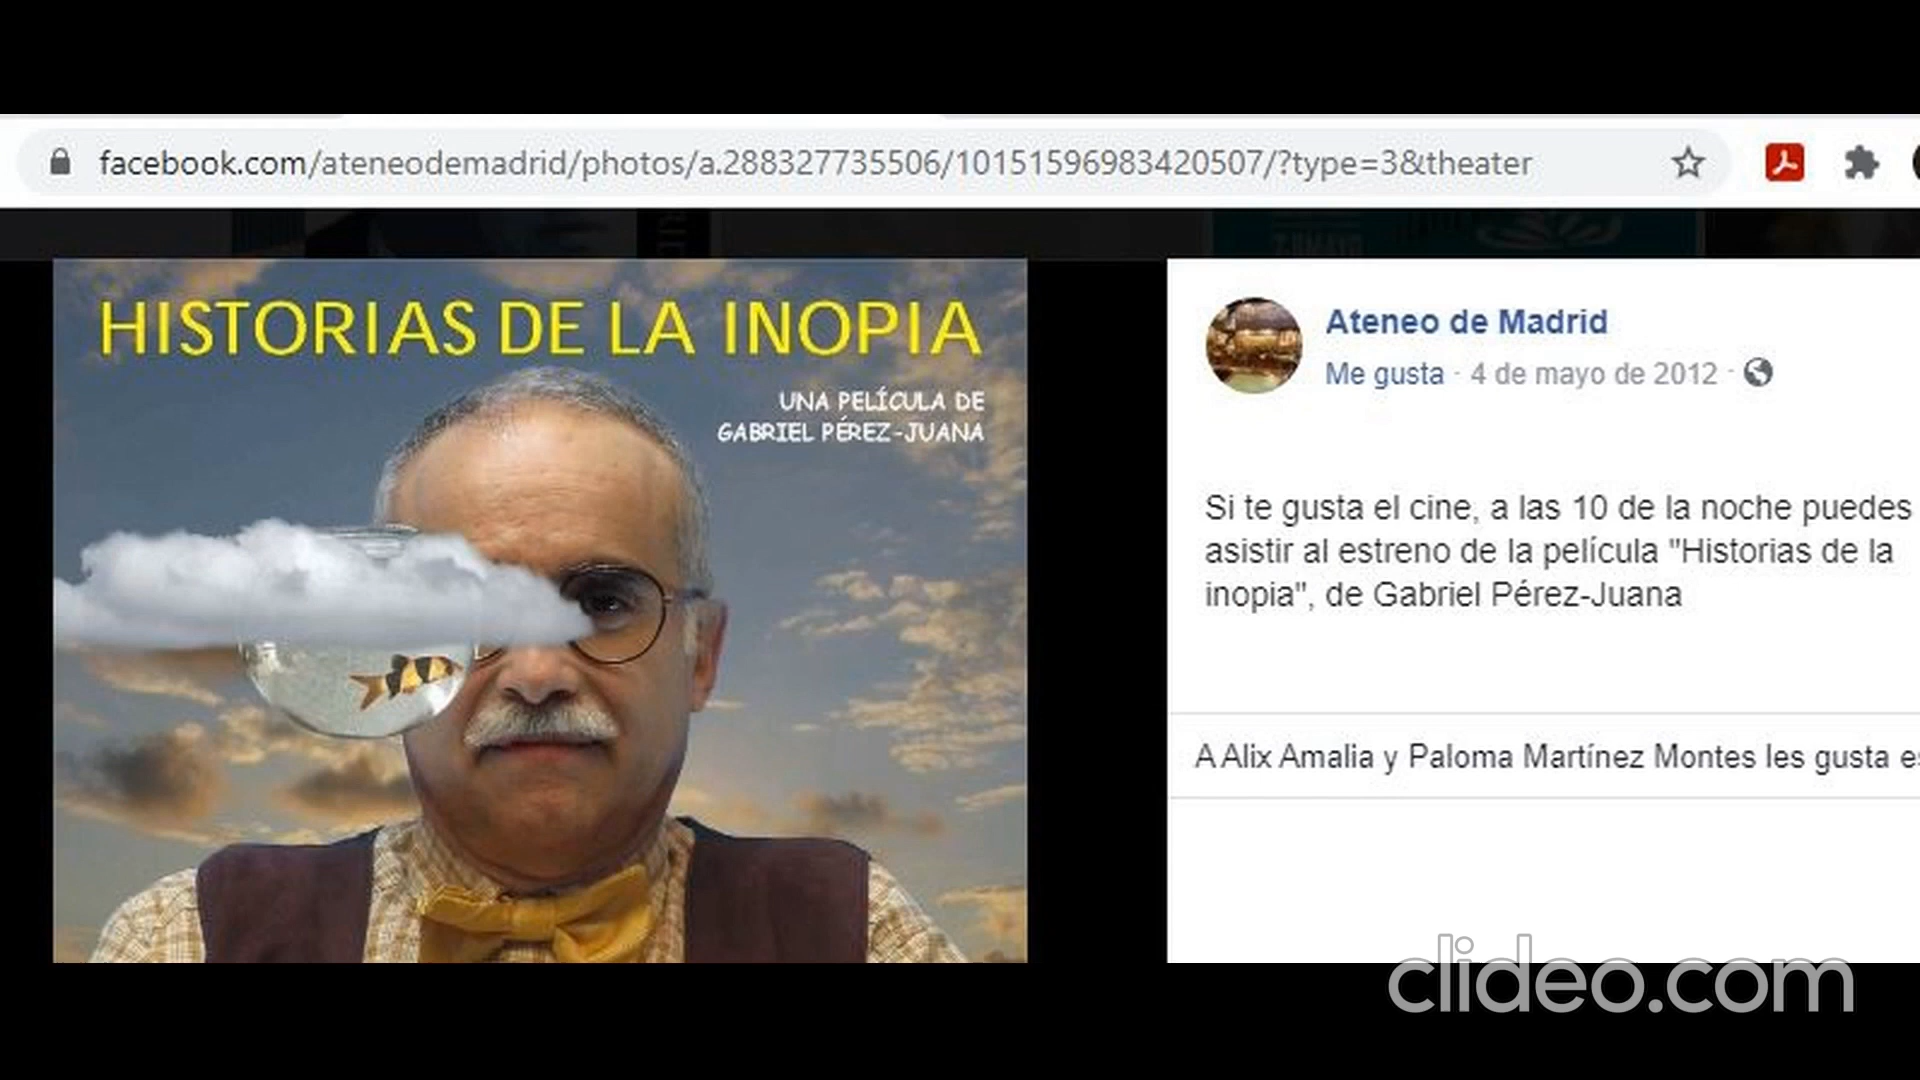 facebook.com/ateneodemadrid/photos/a.288327735506/10151596983420507/?type=3&theater
HISTORIAS DE LA INOPIA
UNA PELÍCULA DE
GABRIEL PÉREZ-JUANA
Ateneo de Madrid
Me gusta · 4 de mayo de 2012 ·
Si te gusta el cine, a las 10 de la noche puedes
asistir al estreno de la película "Historias de la
inopia", de Gabriel Pérez-Juana
A Alix Amalia y Paloma Martínez Montes les gusta
clideo.com